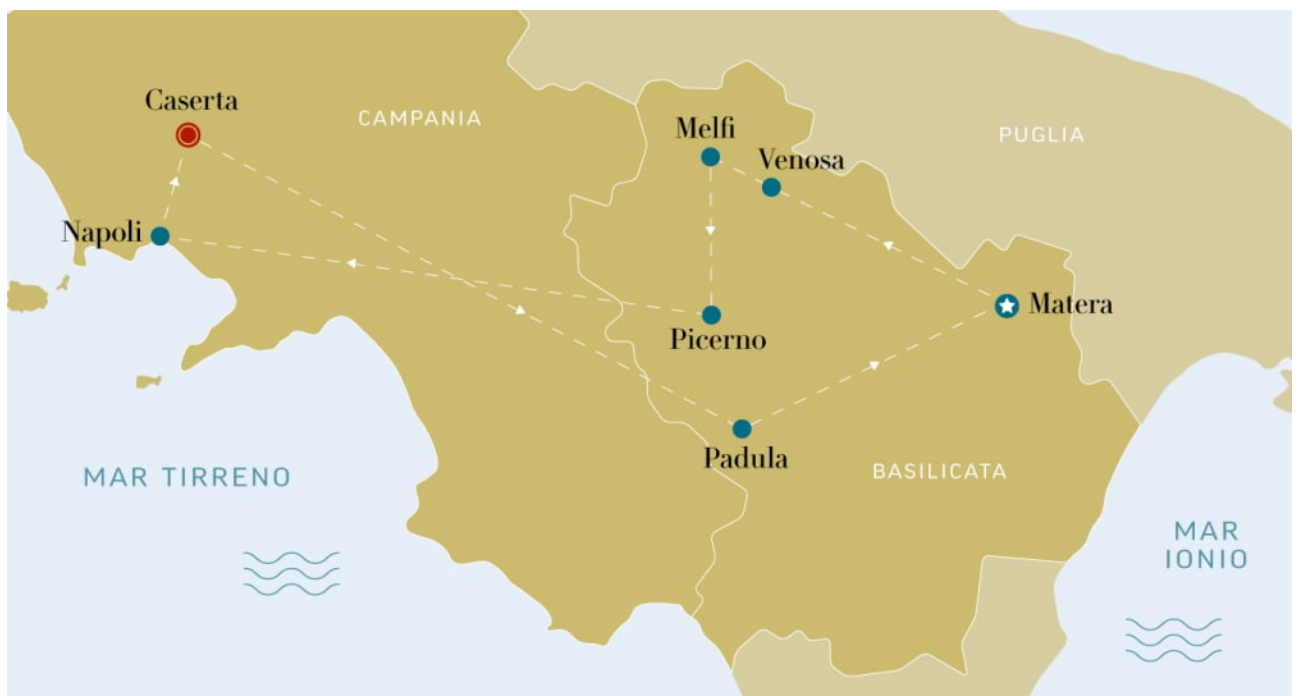 Caserta
CAMPANIA
Melfi
Venosa
PUGLIA
Napoli
Matera
Picerno
Padula
MAR TIRRENO
BASILICATA
MAR
IONIO